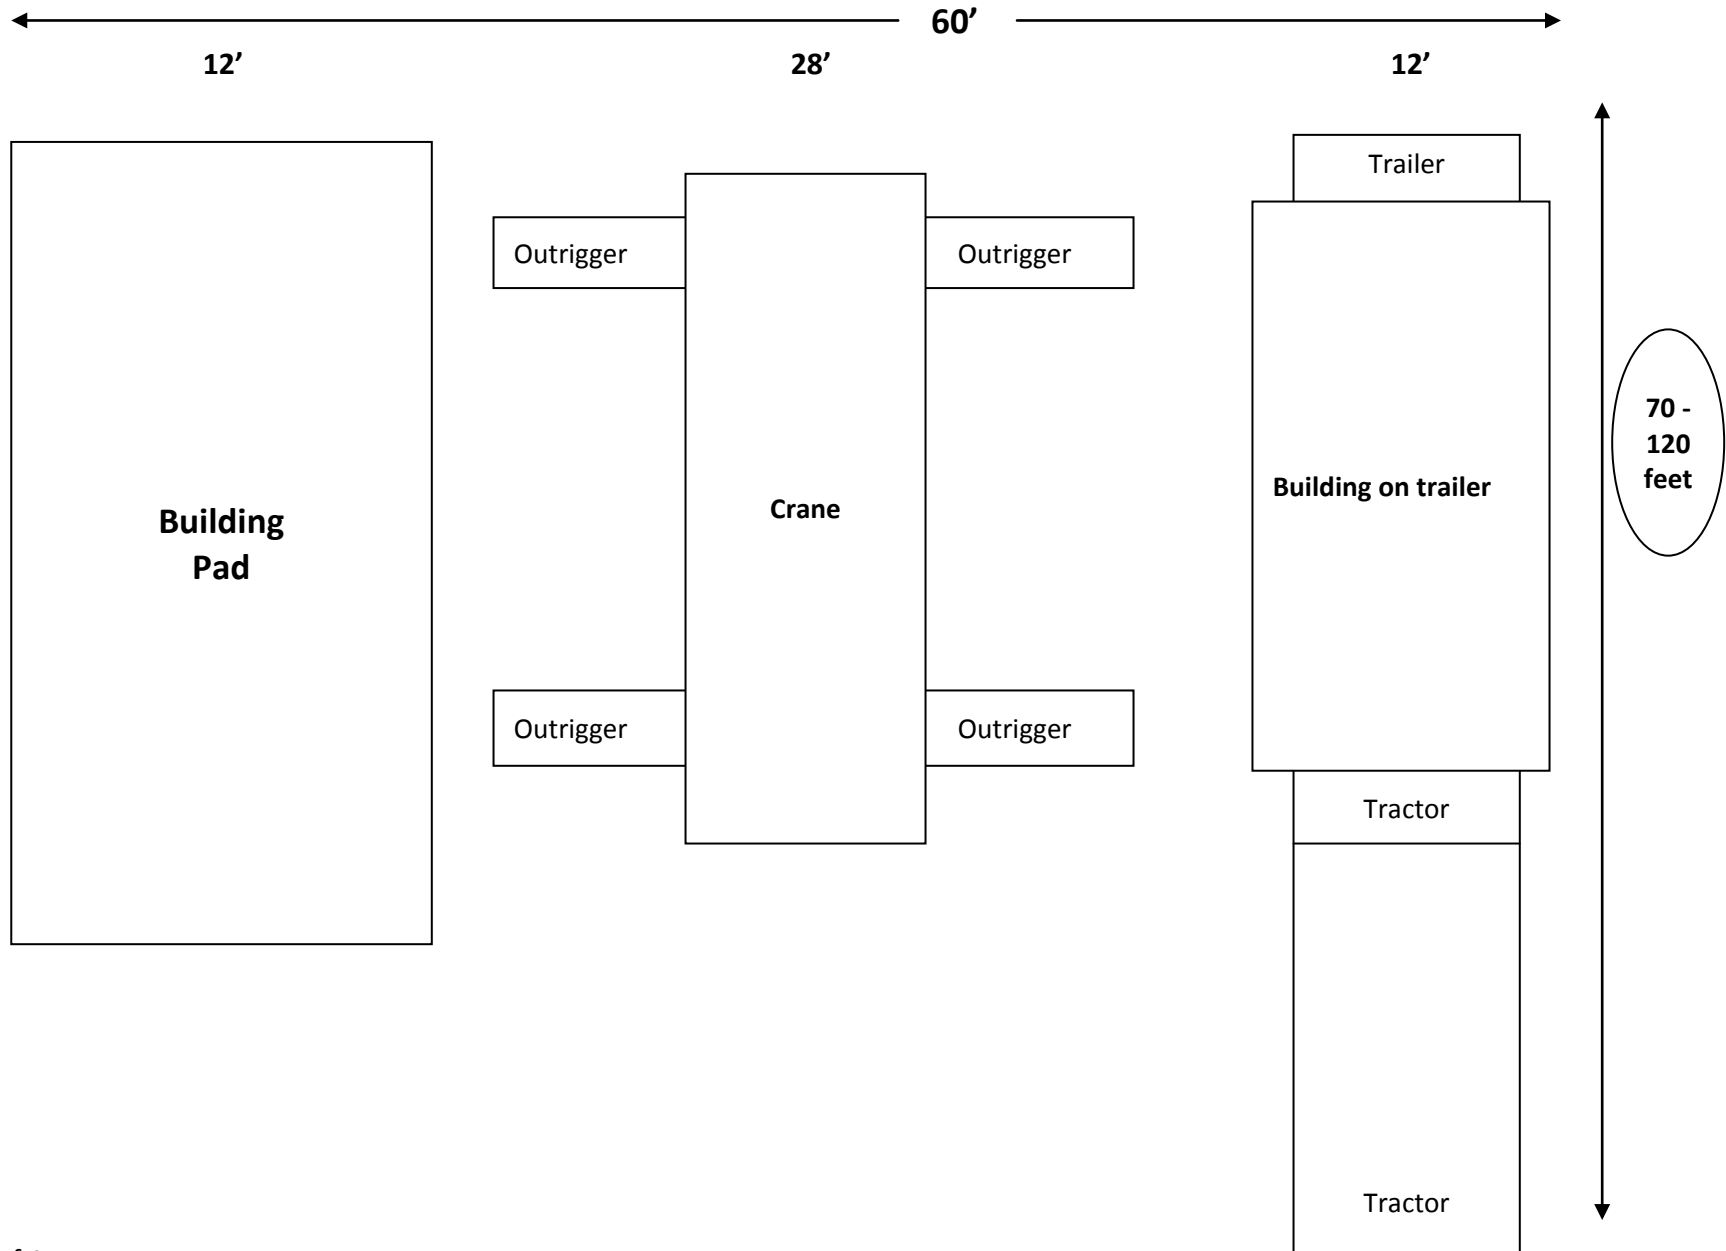 60’
12’
28’
12’
Trailer
Outrigger
Outrigger
70 -
120
feet
Building on trailer
Crane
Building
Pad
Outrigger
Outrigger
Tractor
Tractor